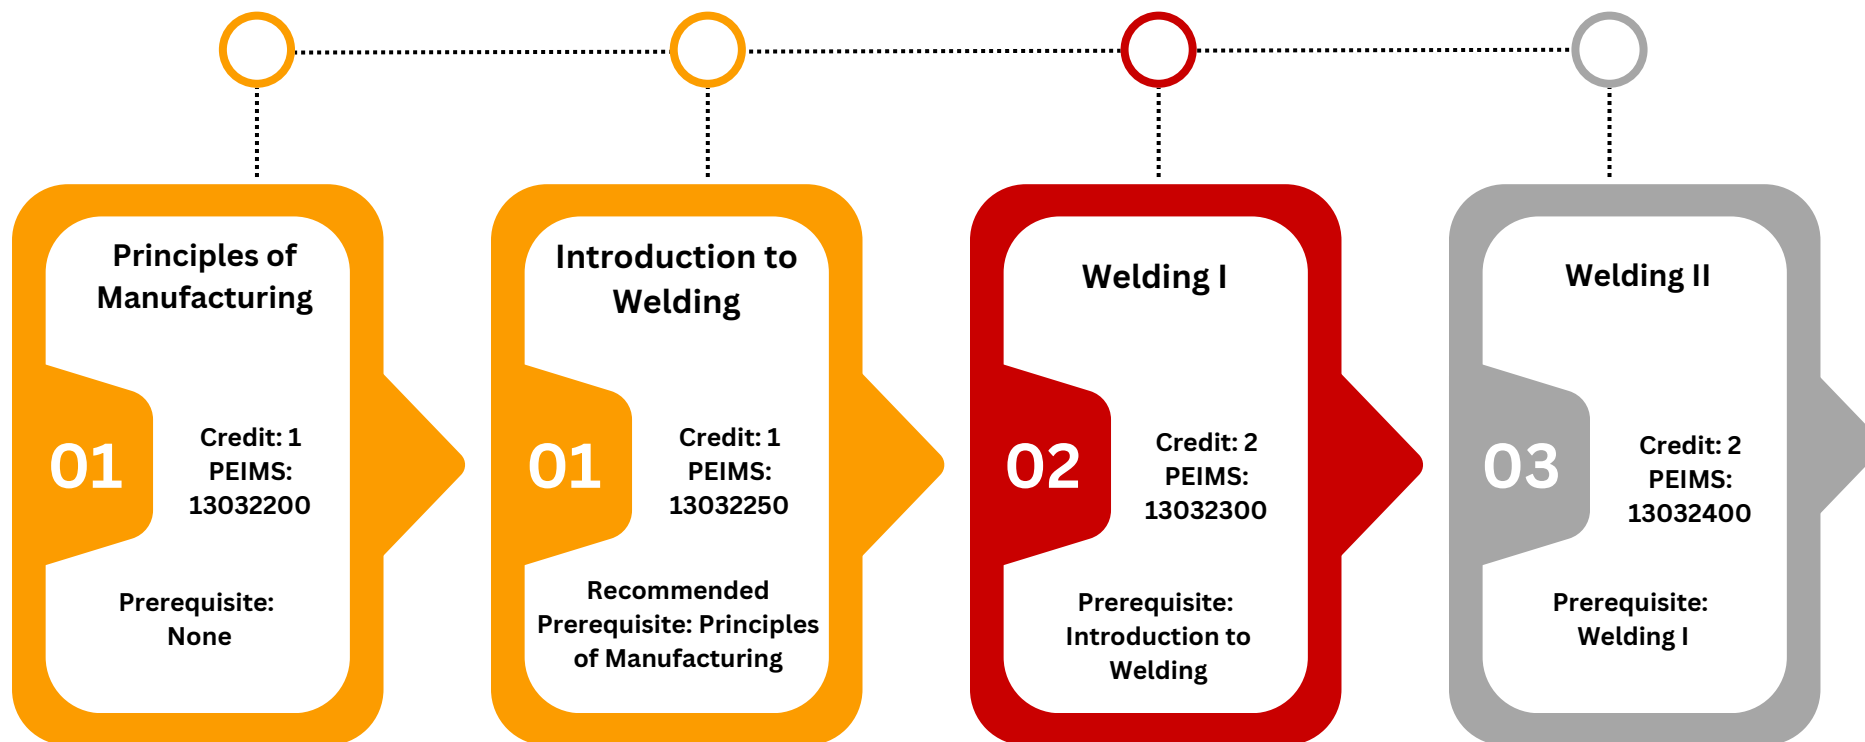 Principles of
Manufacturing
01
Credit: 1
PEIMS:
13032200
Prerequisite:
None
Introduction to
Welding
01
Credit: 1
PEIMS:
13032250
Recommended
Prerequisite: Principles
of Manufacturing
Welding I
02
Credit: 2
PEIMS:
13032300
Prerequisite:
Introduction to
Welding
Welding II
03
Credit: 2
PEIMS:
13032400
Prerequisite:
Welding I